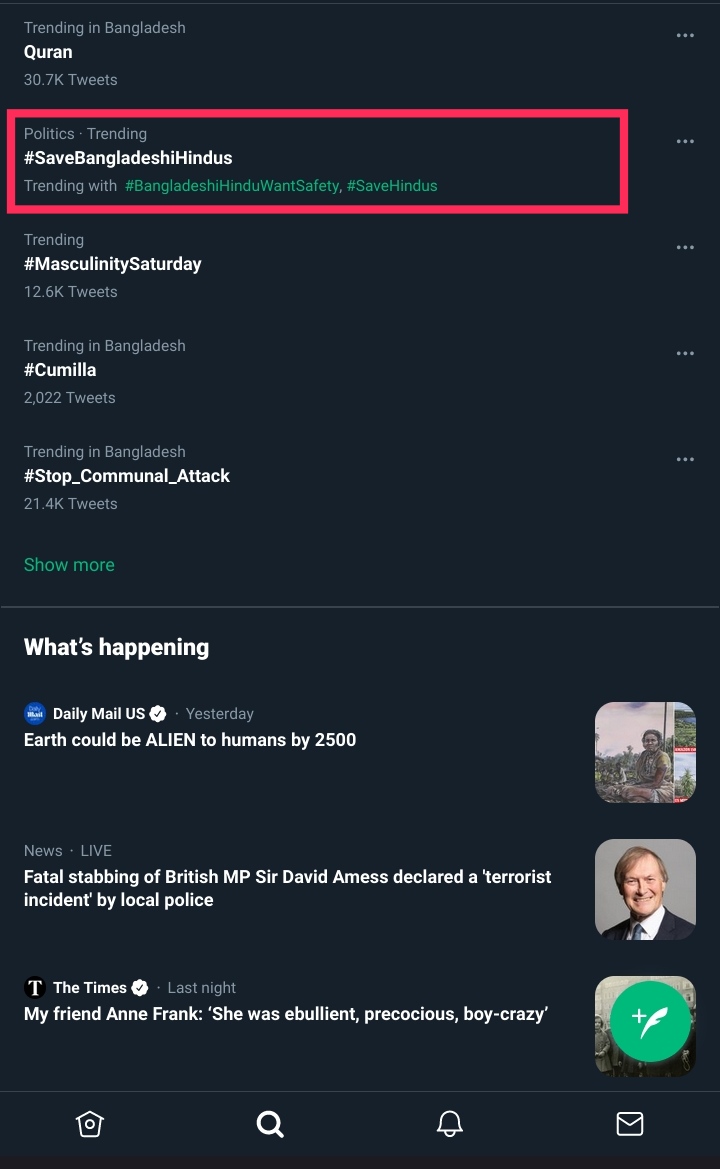 Trending in Bangladesh
Quran
30.7K Tweets
Politics · Trending
#SaveBangladeshiHindus
Trending with #BangladeshiHinduWantSafety, #SaveHindus
Trending
#MasculinitySaturday
12.6K Tweets
Trending in Bangladesh
#Cumilla
2,022 Tweets
Trending in Bangladesh
#Stop_Communal_Attack
21.4K Tweets
Show more
What’s happening
Daily Mail US · Yesterday
Earth could be ALIEN to humans by 2500
News · LIVE
Fatal stabbing of British MP Sir David Amess declared a 'terrorist
incident' by local police
T The Times · Last night
My friend Anne Frank: ‘She was ebullient, precocious, boy-crazy’